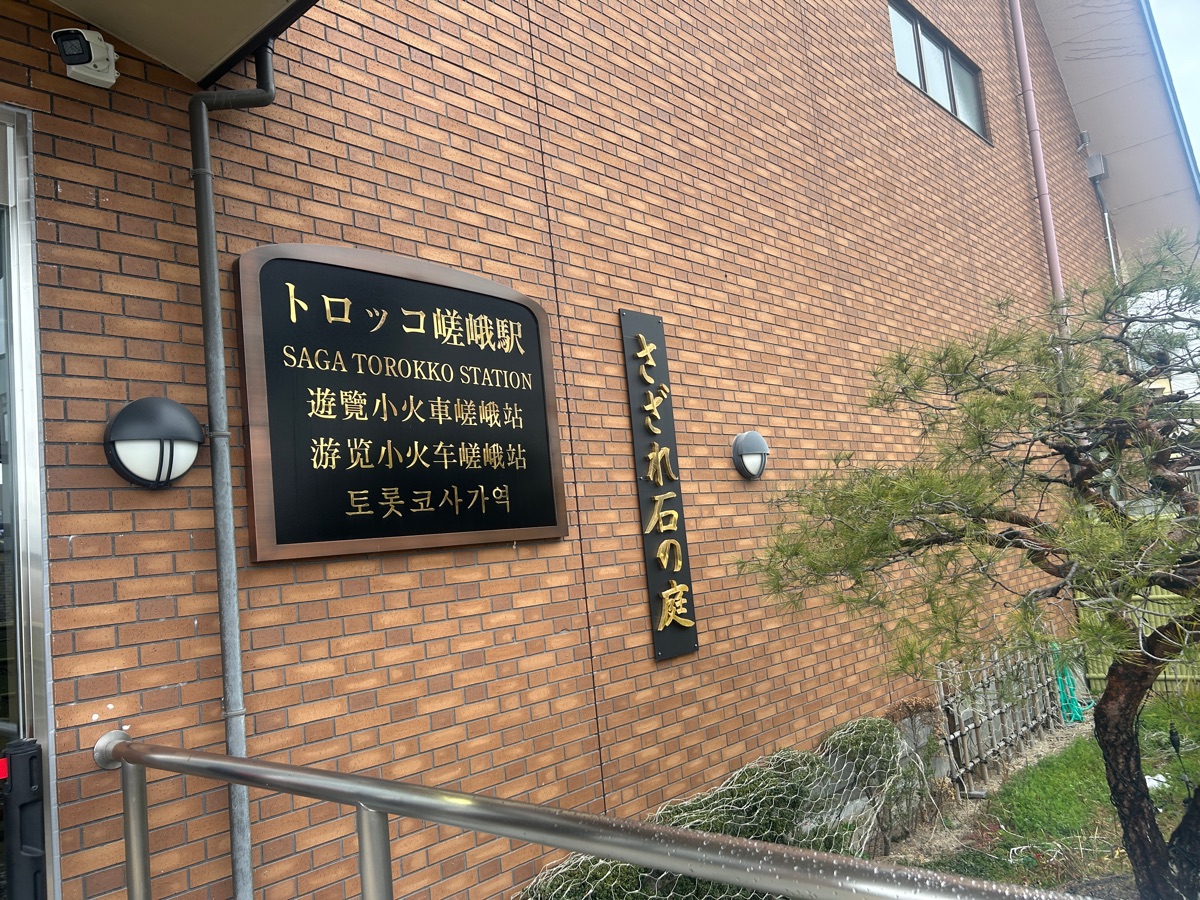 トロッコ嵯峨駅
SAGA TOROKKO STATION
遊覽小火車嵯峨站
游览小火车嵯峨站
토롯코사가역
さざれ石の庭